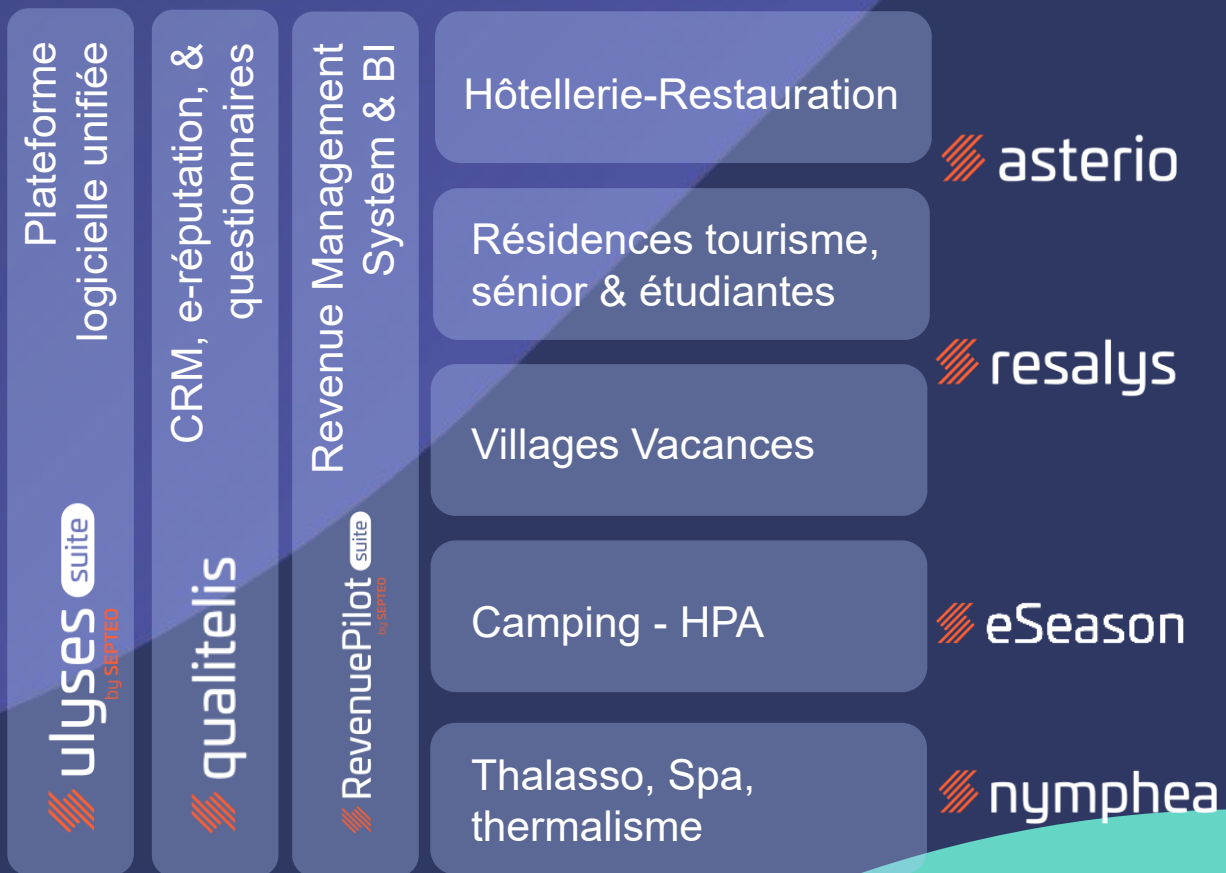 Plateforme
logicielle unifiée
ulyses suite
by SEPTEO
CRM, e-réputation, &
questionnaires
qualitelis
Revenue Management
System & BI
RevenuePilot suite
by SEPTEO
Hôtellerie-Restauration
asterio
Résidences tourisme,
sénior & étudiantes
resalys
Villages Vacances
Camping - HPA
eSeason
Thalasso, Spa,
thermalisme
nymphea